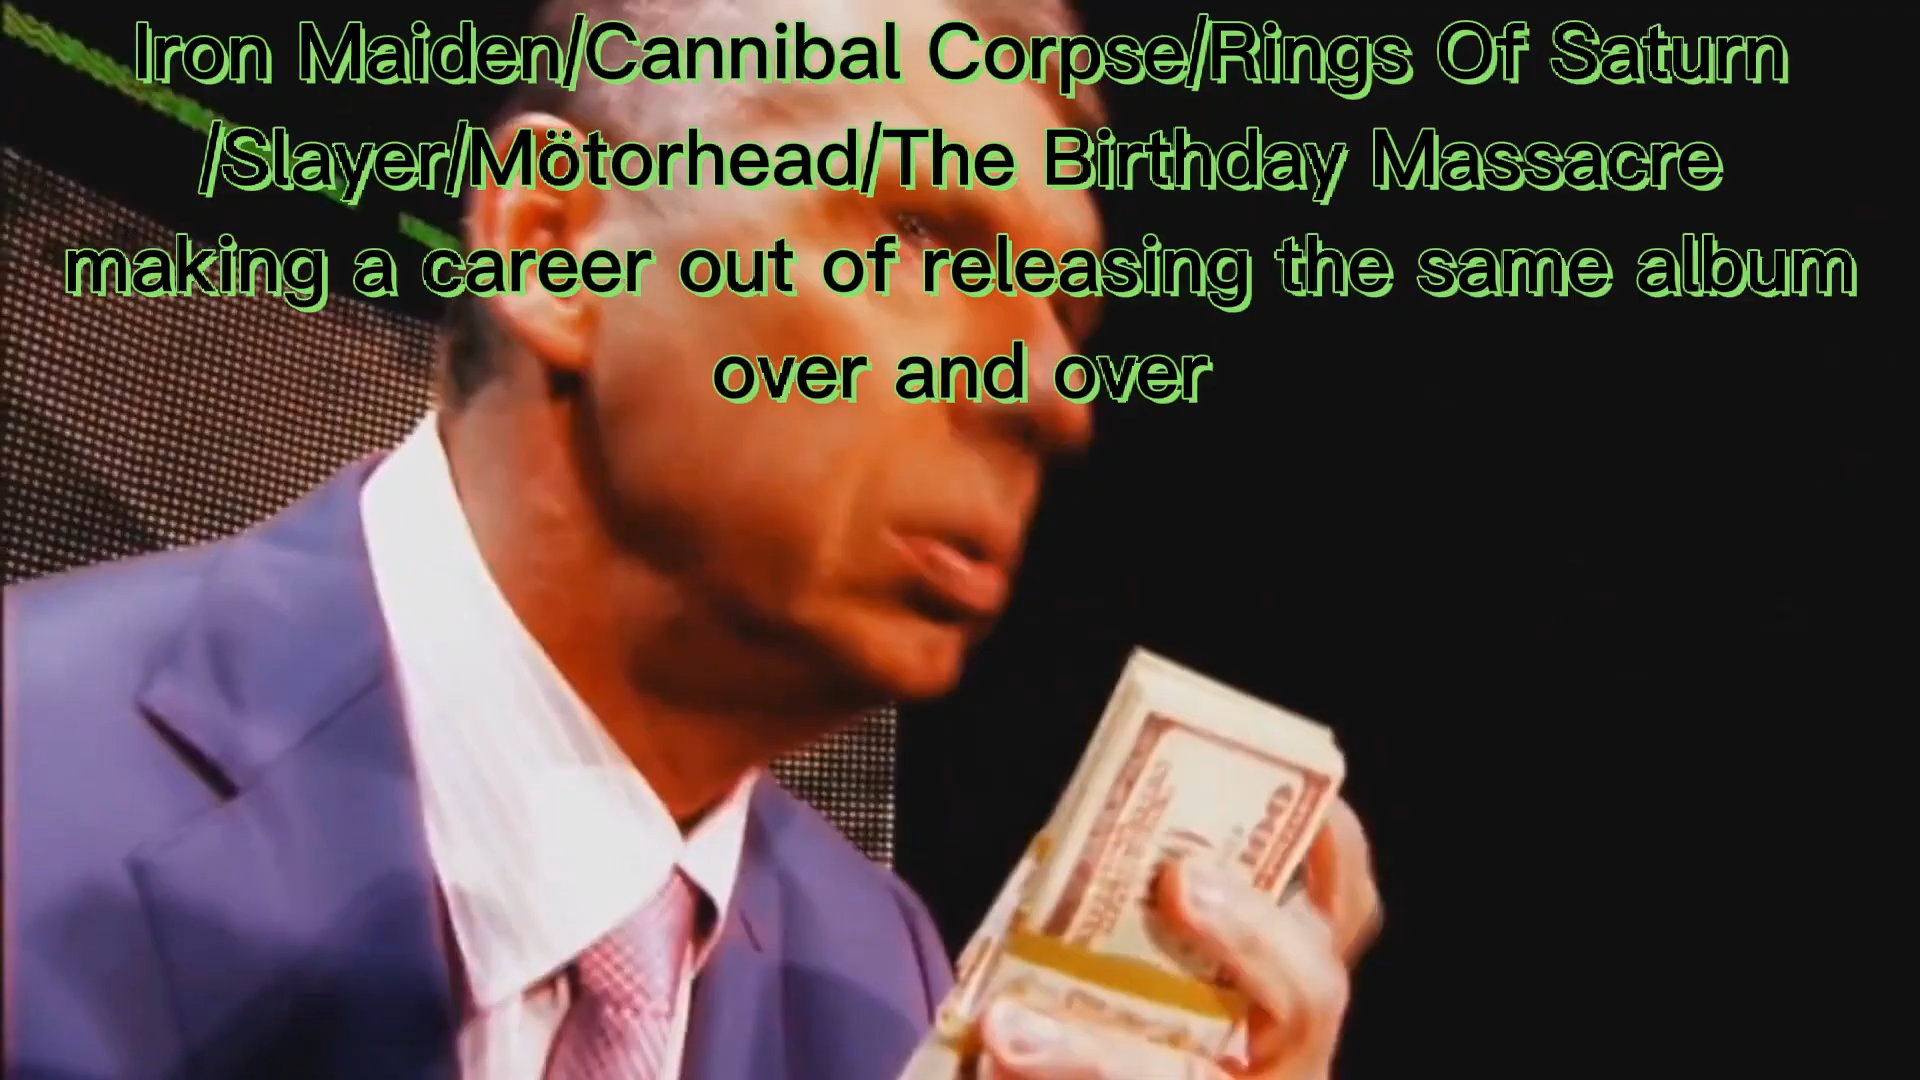 Iron Maiden/Cannibal Corpse/Rings Of Saturn
/Slayer/Mötorhead/The Birthday Massacre
making a career out of releasing the same album
over and over
100